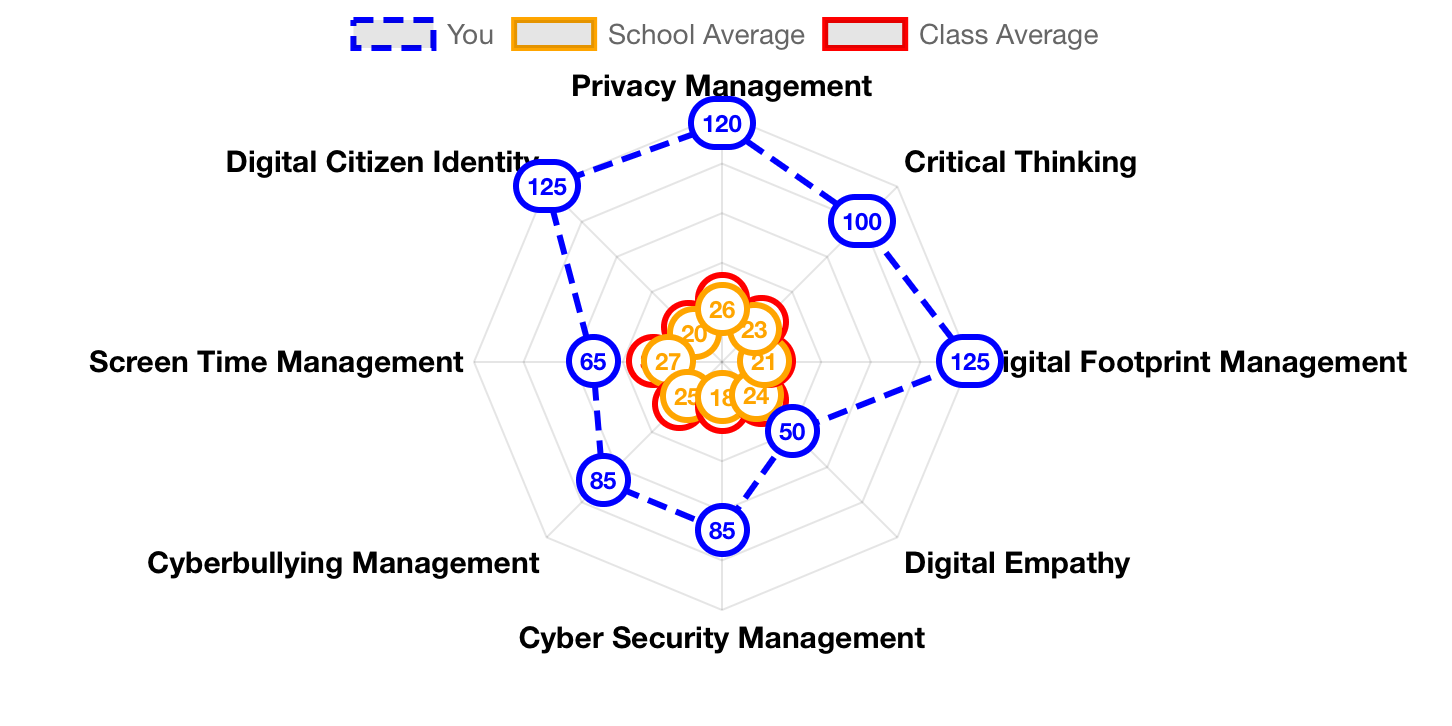 You School Average Class Average
Privacy Management
120
Digital Citizen Identity
Critical Thinking
125
100
26
20
23
Screen Time Management
65
27
21
125
igital Footprint Management
25
18
24
50
85
85
Cyberbullying Management
Digital Empathy
Cyber Security Management